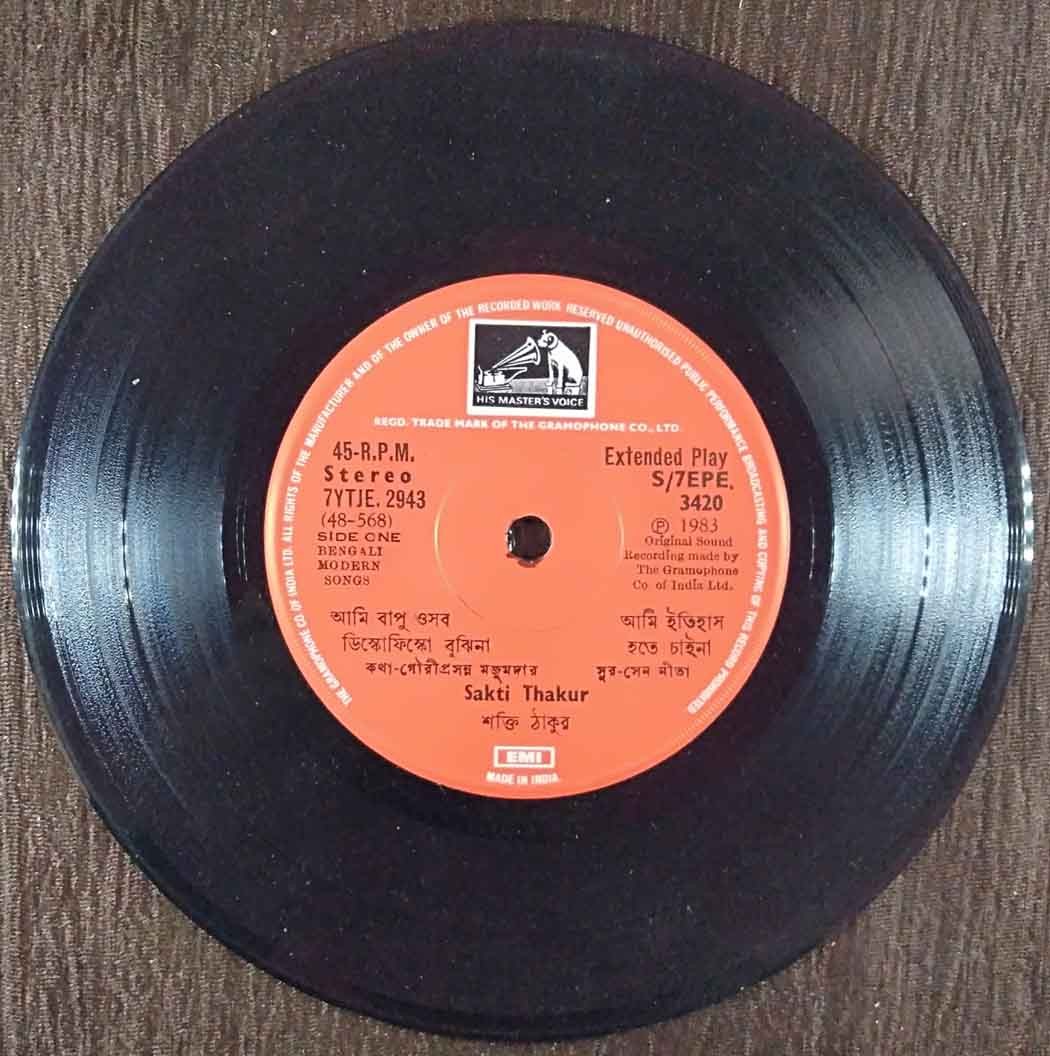 THE GRAMOPHONE CO. OF INDIA LTD. ALL RIGHTS OF THE MANUFACTURER AND OF THE OWNER OF THE RECORDED WORK RESERVED UNAUTHORISED PUBLIC PERFORMANCE BROADCASTING AND COPYING OF THIS RECORD PROHIBITED
HIS MASTER'S VOICE
REGD. TRADE MARK OF THE GRAMOPHONE CO., LTD.
45-R.P.M.
Stereo
7YTJE. 2943
(48-568)
SIDE ONE
BENGALI
MODERN
SONGS
Extended Play
S/7EPE.
3420
Ⓟ 1983
Original Sound
Recording made by
The Gramophone
Co of India Ltd.
আমি বাপু ওসব
ডিস্কোফিস্কো বুঝিনা
আমি ইতিহাস
হতে চাইনা
কথা-গৌরীপ্রসন্ন মজুমদার
সুর-সেন নীতা
Sakti Thakur
শক্তি ঠাকুর
EMI
MADE IN INDIA.